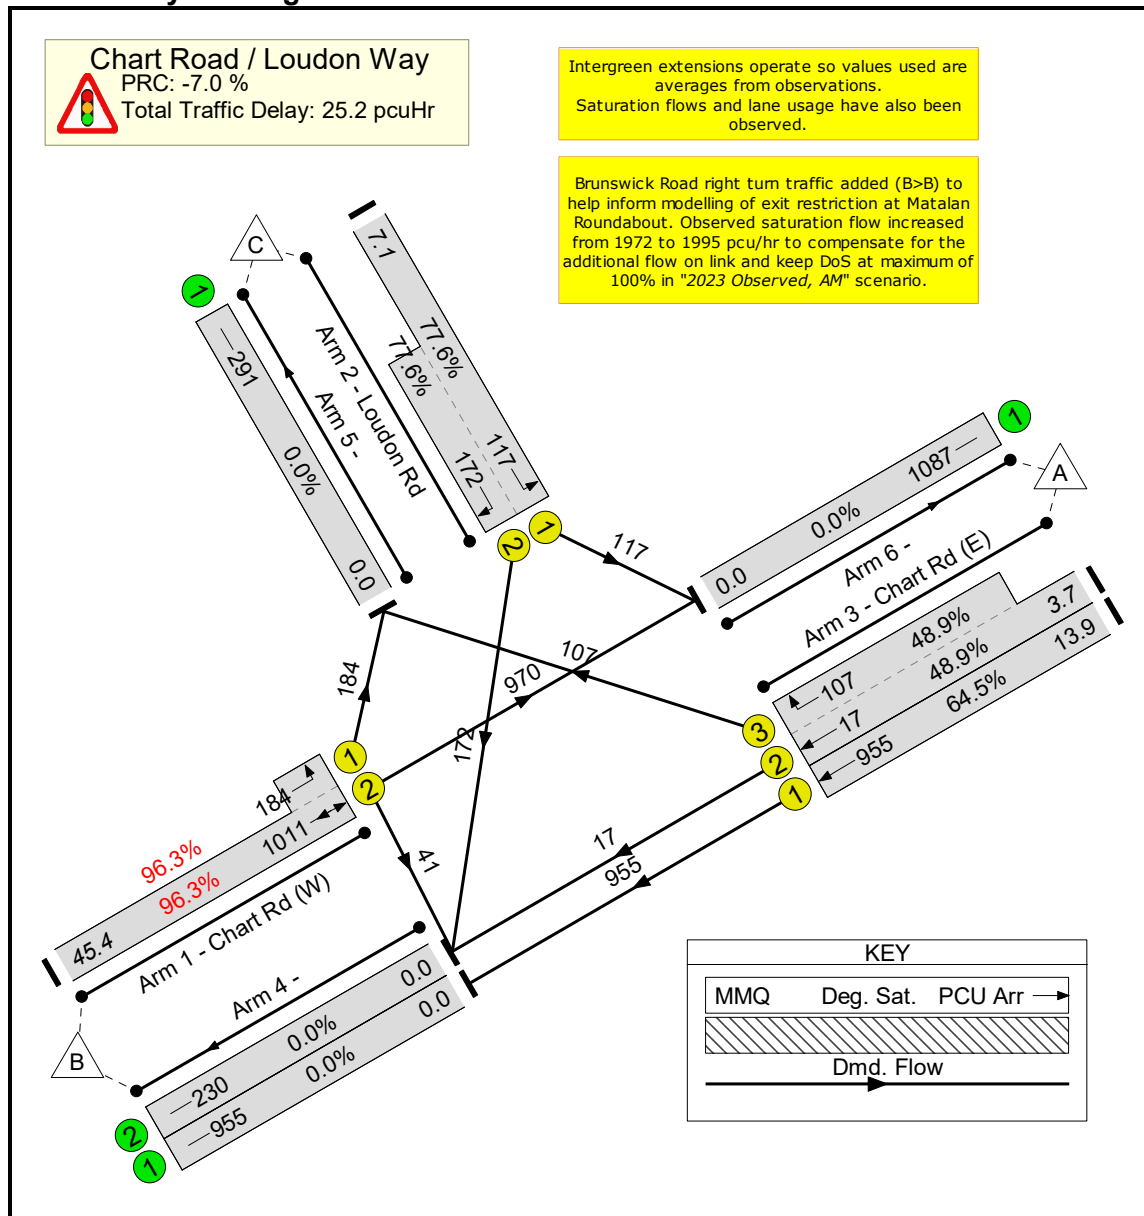 Chart Road / Loudon Way
PRC: -7.0 %
Total Traffic Delay: 25.2 pcuHr
Intergreen extensions operate so values used are
averages from observations.
Saturation flows and lane usage have also been
observed.
Brunswick Road right turn traffic added (B>B) to
help inform modelling of exit restriction at Matalan
Roundabout. Observed saturation flow increased
from 1972 to 1995 pcu/hr to compensate for the
additional flow on link and keep DoS at maximum of
100% in "2023 Observed, AM" scenario.
C
1
291
0.0%
0.0
Arm 5 -
Arm 2 - Loudon Rd
7.1
77.6%
77.6%
117
172
2
1
117
1
1087
0.0%
0.0
A
Arm 6 -
Arm 3 - Chart Rd (E)
48.9%
3.7
107
48.9%
13.9
17
64.5%
955
3
2
1
107
970
184
172
41
17
955
1
2
184
1011
96.3%
96.3%
45.4
Arm 1 - Chart Rd (W)
Arm 4 -
B
0.0
0.0%
230
0.0
0.0%
955
2
1
KEY
MMQ Deg. Sat. PCU Arr
Dmd. Flow